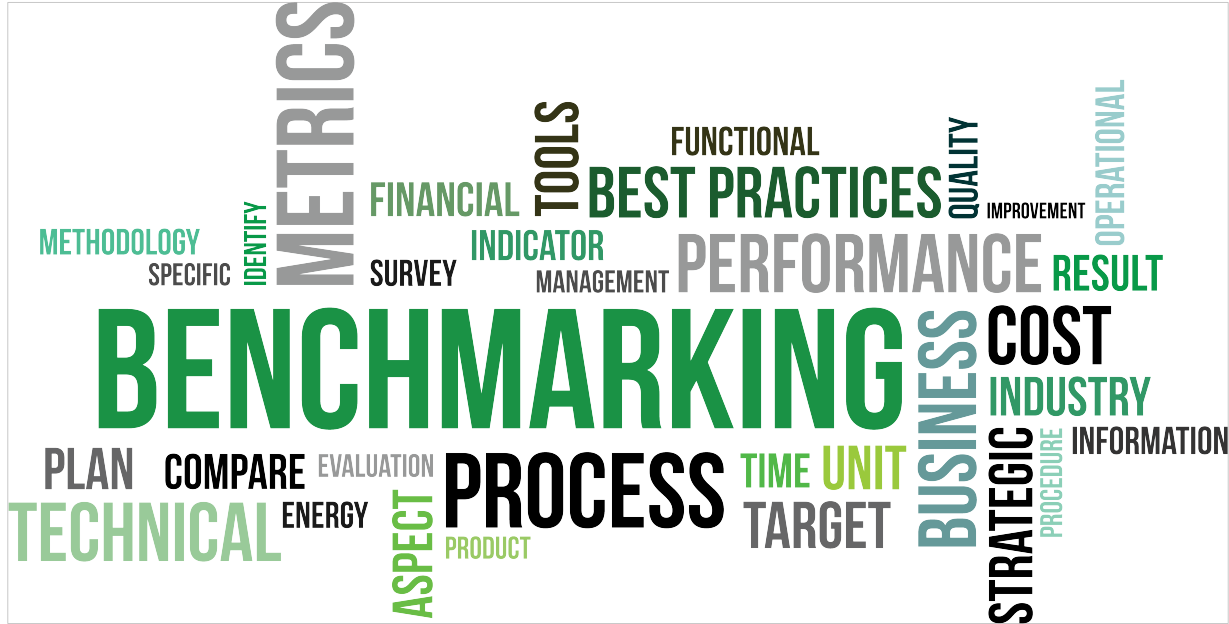 METRICS
TOOLS
FUNCTIONAL
QUALITY
OPERATIONAL
FINANCIAL
BEST PRACTICES
IMPROVEMENT
METHODOLOGY
IDENTIFY
INDICATOR
PERFORMANCE
SPECIFIC
SURVEY
MANAGEMENT
RESULT
BENCHMARKING
BUSINESS
COST
INDUSTRY
PLAN
COMPARE
EVALUATION
PROCESS
TIME
UNIT
STRATEGIC
PROCEDURE
INFORMATION
TECHNICAL
ENERGY
ASPECT
PRODUCT
TARGET